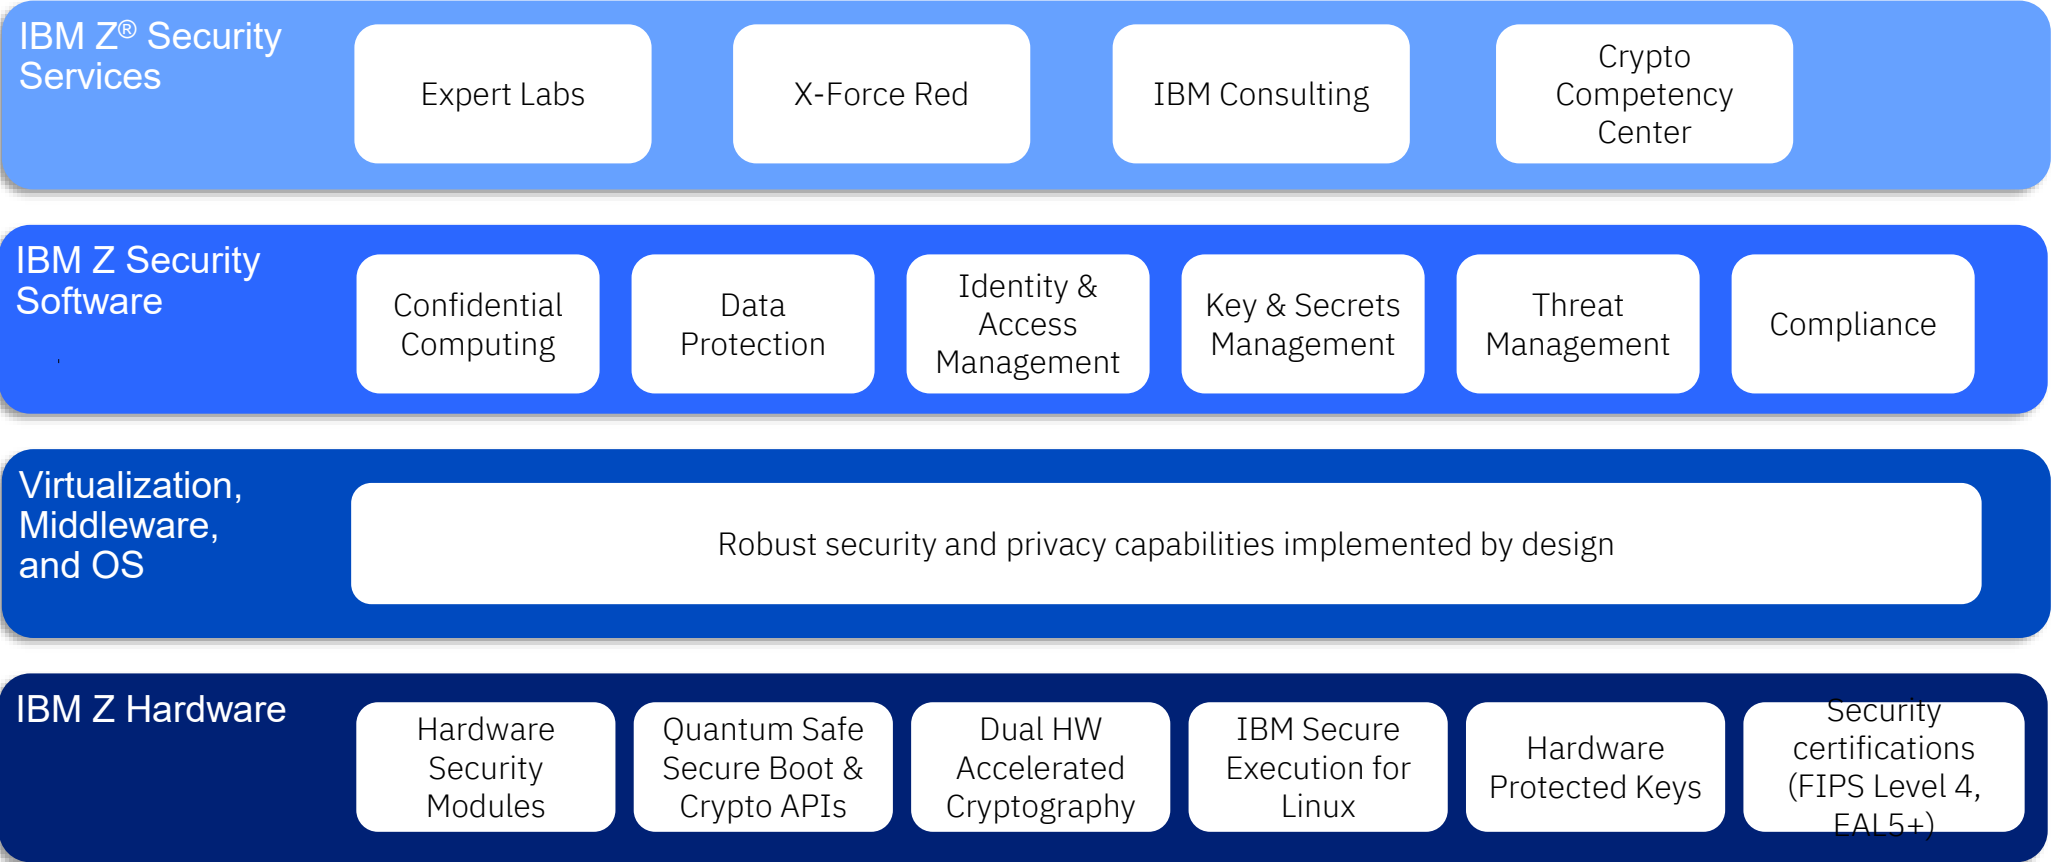 IBM Z® Security
Services
Expert Labs
X-Force Red
IBM Consulting
Crypto
Competency
Center
IBM Z Security
Software
Confidential
Computing
Data
Protection
Identity &
Access
Management
Key & Secrets
Management
Threat
Management
Compliance
Virtualization,
Middleware,
and OS
Robust security and privacy capabilities implemented by design
IBM Z Hardware
Hardware
Security
Modules
Quantum Safe
Secure Boot &
Crypto APIs
Dual HW
Accelerated
Cryptography
IBM Secure
Execution for
Linux
Hardware
Protected Keys
Security
certifications
(FIPS Level 4,
EAL5+)